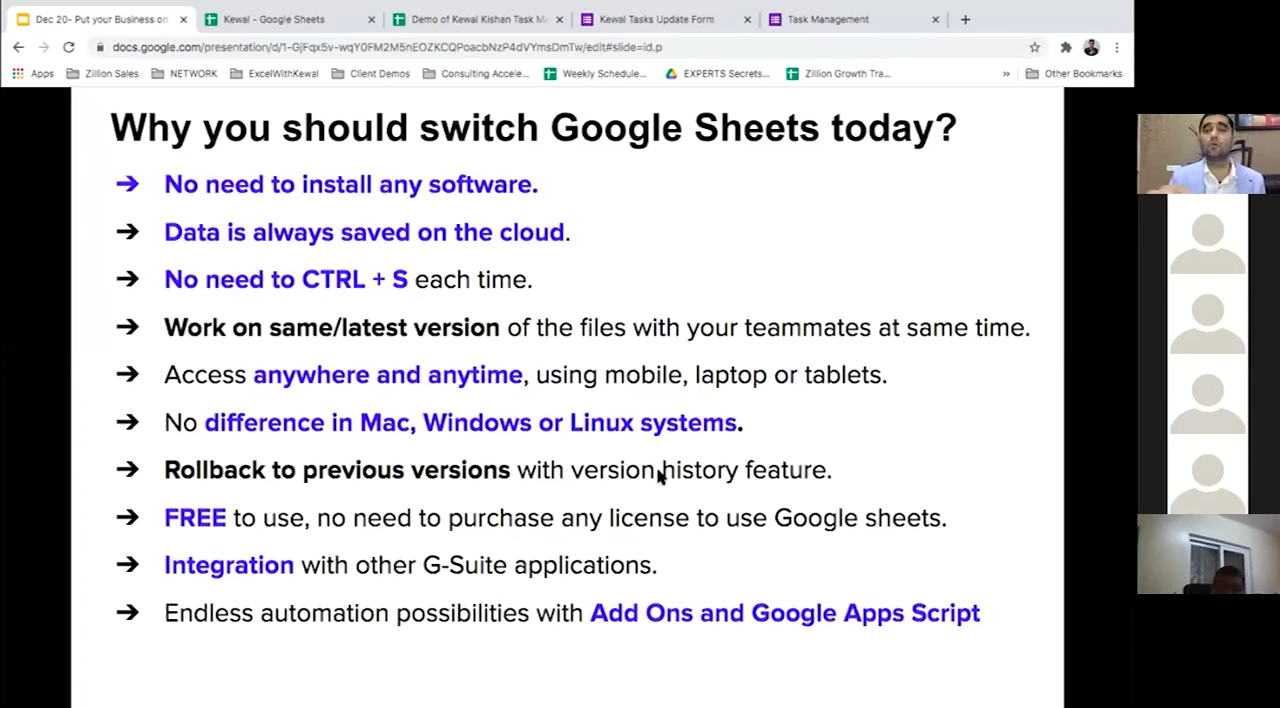 Dec 20- Put your Business on
Kewal - Google Sheets
Demo of Kewal Kishan Task M
Kewal Tasks Update Form
Task Management
docs.google.com/presentation/d/1-GjFqx5v-wqY0FM2M5nEOZKCQPoacbNzP4dVYmsDmTw/edit#slide=id.p
Apps
Zillion Sales
NETWORK
ExcelWithKewal
Client Demos
Consulting Accele...
Weekly Schedule...
EXPERTS Secrets...
Zillion Growth Tra...
»
Other Bookmarks
Why you should switch Google Sheets today?
➔ No need to install any software.
➔ Data is always saved on the cloud.
➔ No need to CTRL + S each time.
➔ Work on same/latest version of the files with your teammates at same time.
➔ Access anywhere and anytime, using mobile, laptop or tablets.
➔ No difference in Mac, Windows or Linux systems.
➔ Rollback to previous versions with version history feature.
➔ FREE to use, no need to purchase any license to use Google sheets.
➔ Integration with other G-Suite applications.
➔ Endless automation possibilities with Add Ons and Google Apps Script